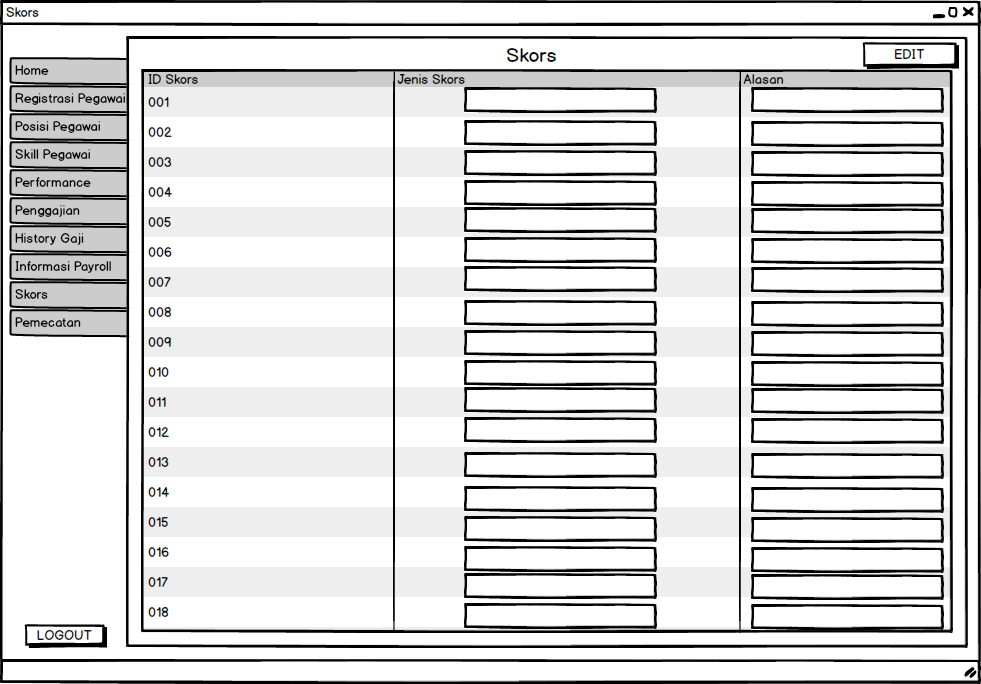 Skors
Skors
EDIT
Home
Registrasi Pegawai
Posisi Pegawai
Skill Pegawai
Performance
Penggajian
History Gaji
Informasi Payroll
Skors
Pemecatan
LOGOUT
ID Skors Jenis Skors Alasan
001
002
003
004
005
006
007
008
009
010
011
012
013
014
015
016
017
018